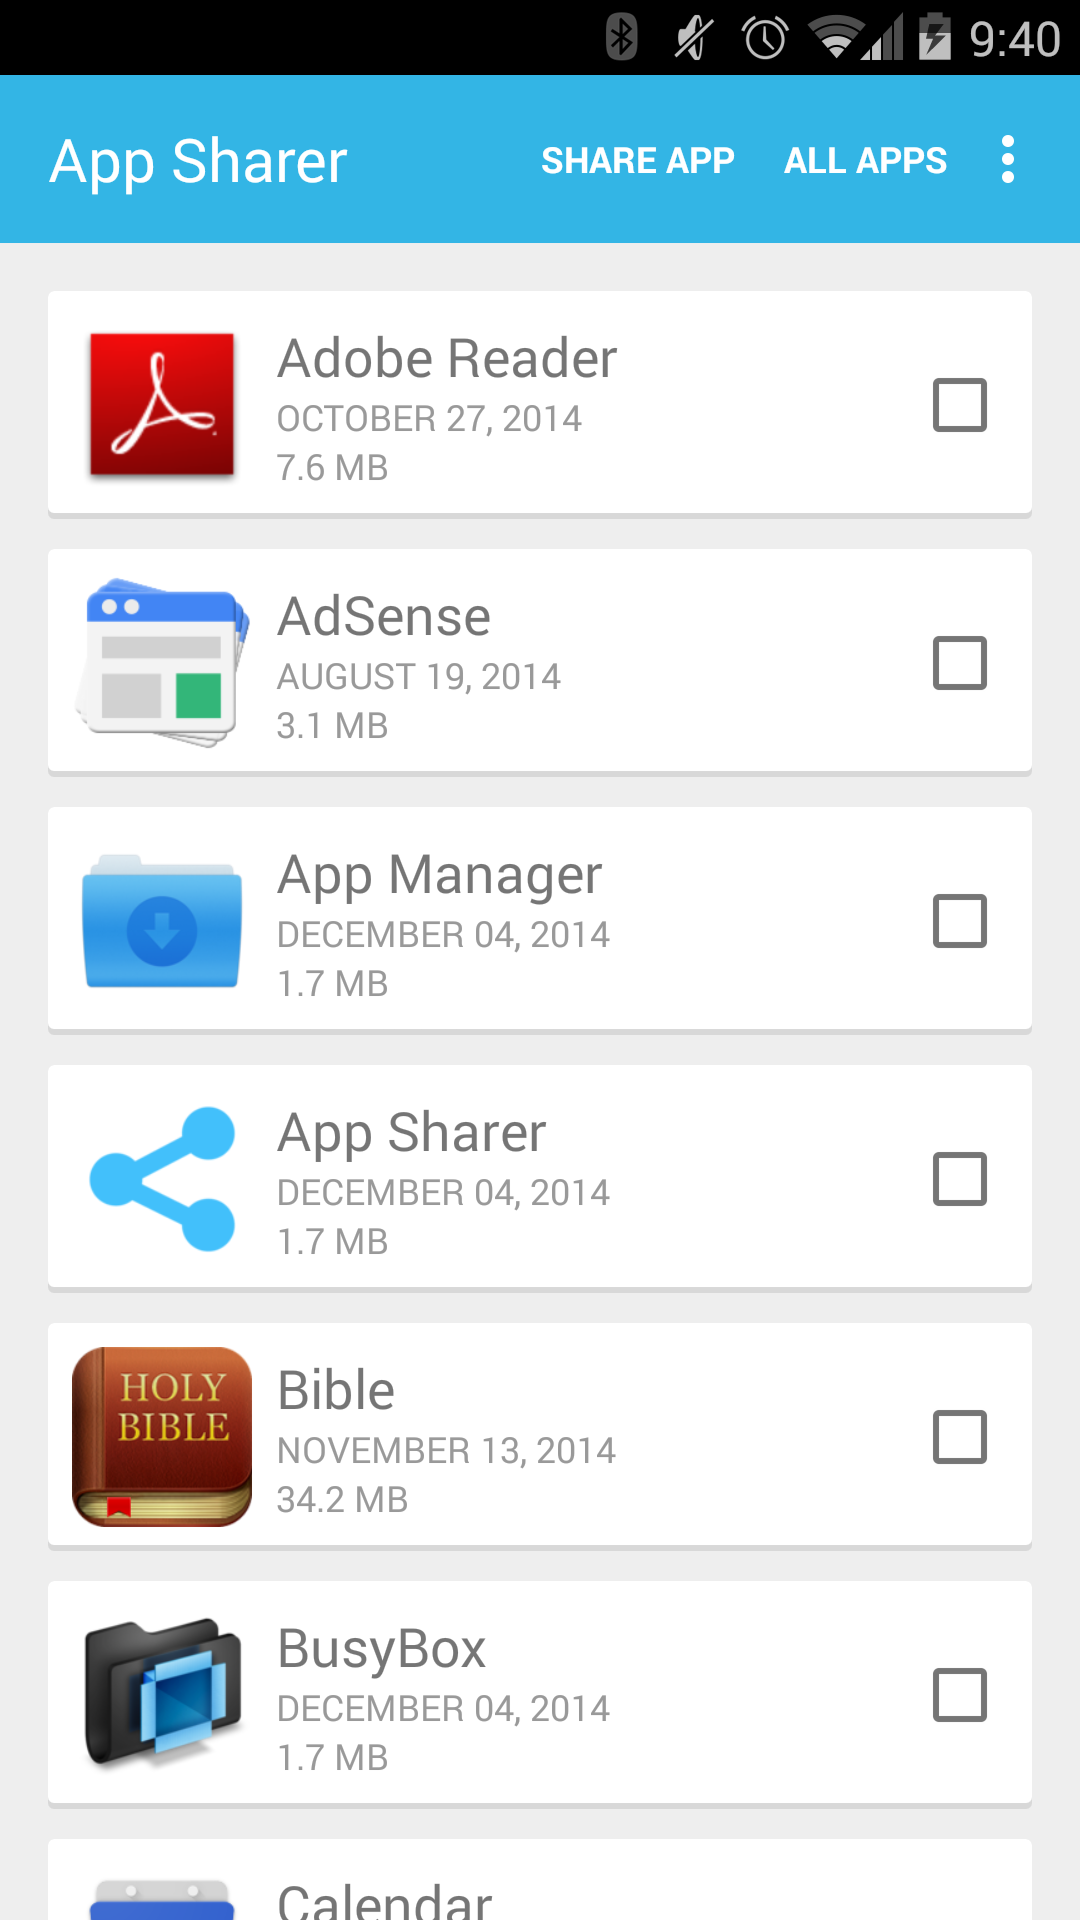 9:40
App Sharer SHARE APP ALL APPS
Adobe Reader
OCTOBER 27, 2014
7.6 MB
AdSense
AUGUST 19, 2014
3.1 MB
App Manager
DECEMBER 04, 2014
1.7 MB
App Sharer
DECEMBER 04, 2014
1.7 MB
HOLY
BIBLE
Bible
NOVEMBER 13, 2014
34.2 MB
BusyBox
DECEMBER 04, 2014
1.7 MB
Calendar